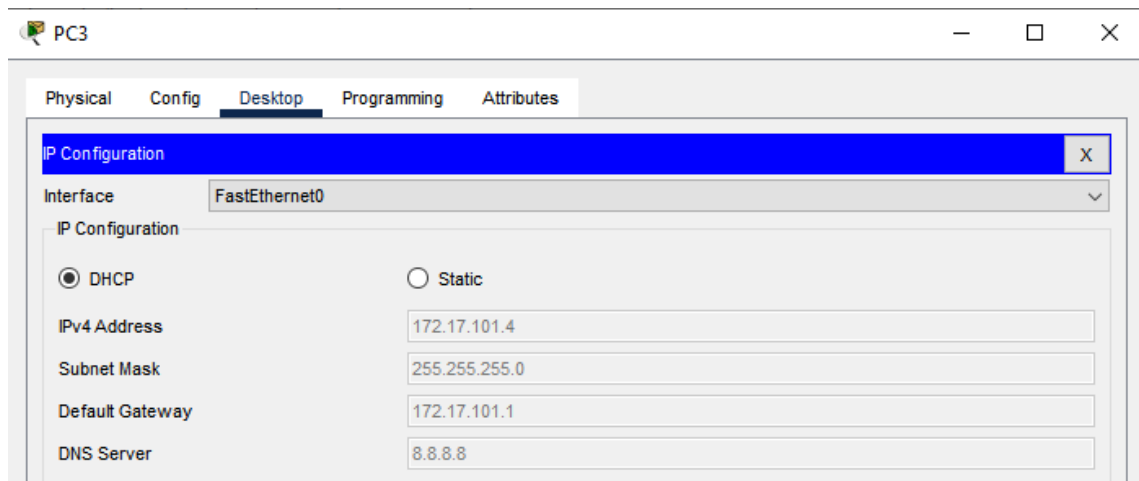 PC3
Physical Config Desktop Programming Attributes
IP Configuration X
Interface FastEthernet0
IP Configuration
DHCP Static
IPv4 Address 172.17.101.4
Subnet Mask 255.255.255.0
Default Gateway 172.17.101.1
DNS Server 8.8.8.8